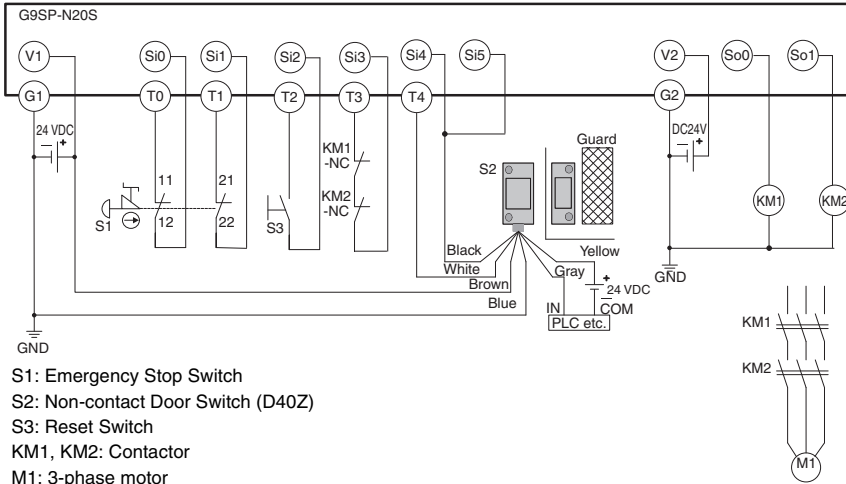 G9SP-N20S
V1 Si0 Si1 Si2 Si3 Si4 Si5 V2 So0 So1
G1 T0 T1 T2 T3 T4 G2
24 VDC
− +
DC24V
− +
Guard
KM1
-NC
KM2
-NC
S2
11 21
12 22
S1
S3
KM1 KM2
Black
White
Brown
Blue
Yellow
Gray
+
24 VDC
−
IN COM
PLC etc.
GND
GND
KM1
KM2
M1
S1: Emergency Stop Switch
S2: Non-contact Door Switch (D40Z)
S3: Reset Switch
KM1, KM2: Contactor
M1: 3-phase motor